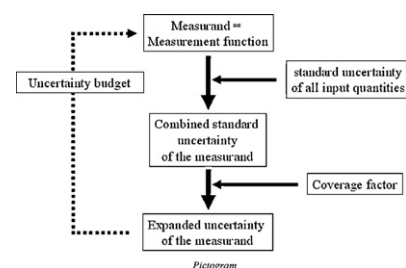 Measurand =
Measurement function
Uncertainty budget
standard uncertainty
of all input quantities
Combined standard
uncertainty
of the measurand
Coverage factor
Expanded uncertainty
of the measurand
Pictogram